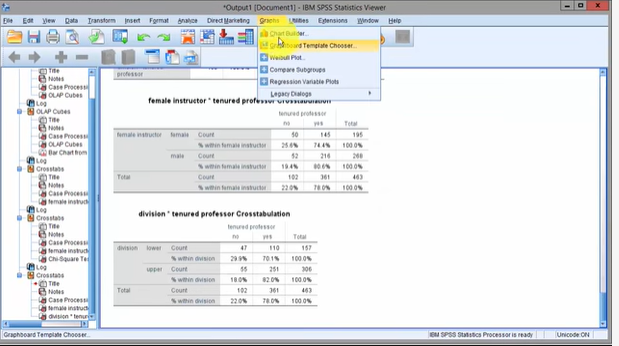 *Output1 [Document1] - IBM SPSS Statistics Viewer
File Edit View Data Transform Insert Format Analyze Direct Marketing Graphs Utilities Extensions Window Help
Chart Builder...
Graphboard Template Chooser...
Weibull Plot...
Compare Subgroups
Regression Variable Plots
Legacy Dialogs
Title
Notes
Case Processi
Log
OLAP Cubes
Title
Notes
Case Processi
OLAP Cubes
Bar Chart from
Log
Crosstabs
Title
Notes
Case Processi
Log
Crosstabs
Title
Notes
Case Processi
female instruct
Chi-Square Te
Log
Crosstabs
Title
Notes
Case Processi
female instruct
division * tenured
professor
female instructor * tenured professor Crosstabulation
tenured professor
no yes Total
female instructor female Count 50 145 195
% within female instructor 25.6% 74.4% 100.0%
male Count 52 216 268
% within female instructor 19.4% 80.6% 100.0%
Total Count 102 361 463
% within female instructor 22.0% 78.0% 100.0%
division * tenured professor Crosstabulation
tenured professor
no yes Total
division lower Count 47 110 157
% within division 29.9% 70.1% 100.0%
upper Count 55 251 306
% within division 18.0% 82.0% 100.0%
Total Count 102 361 463
% within division 22.0% 78.0% 100.0%
Graphboard Template Chooser... IBM SPSS Statistics Processor is ready Unicode:ON